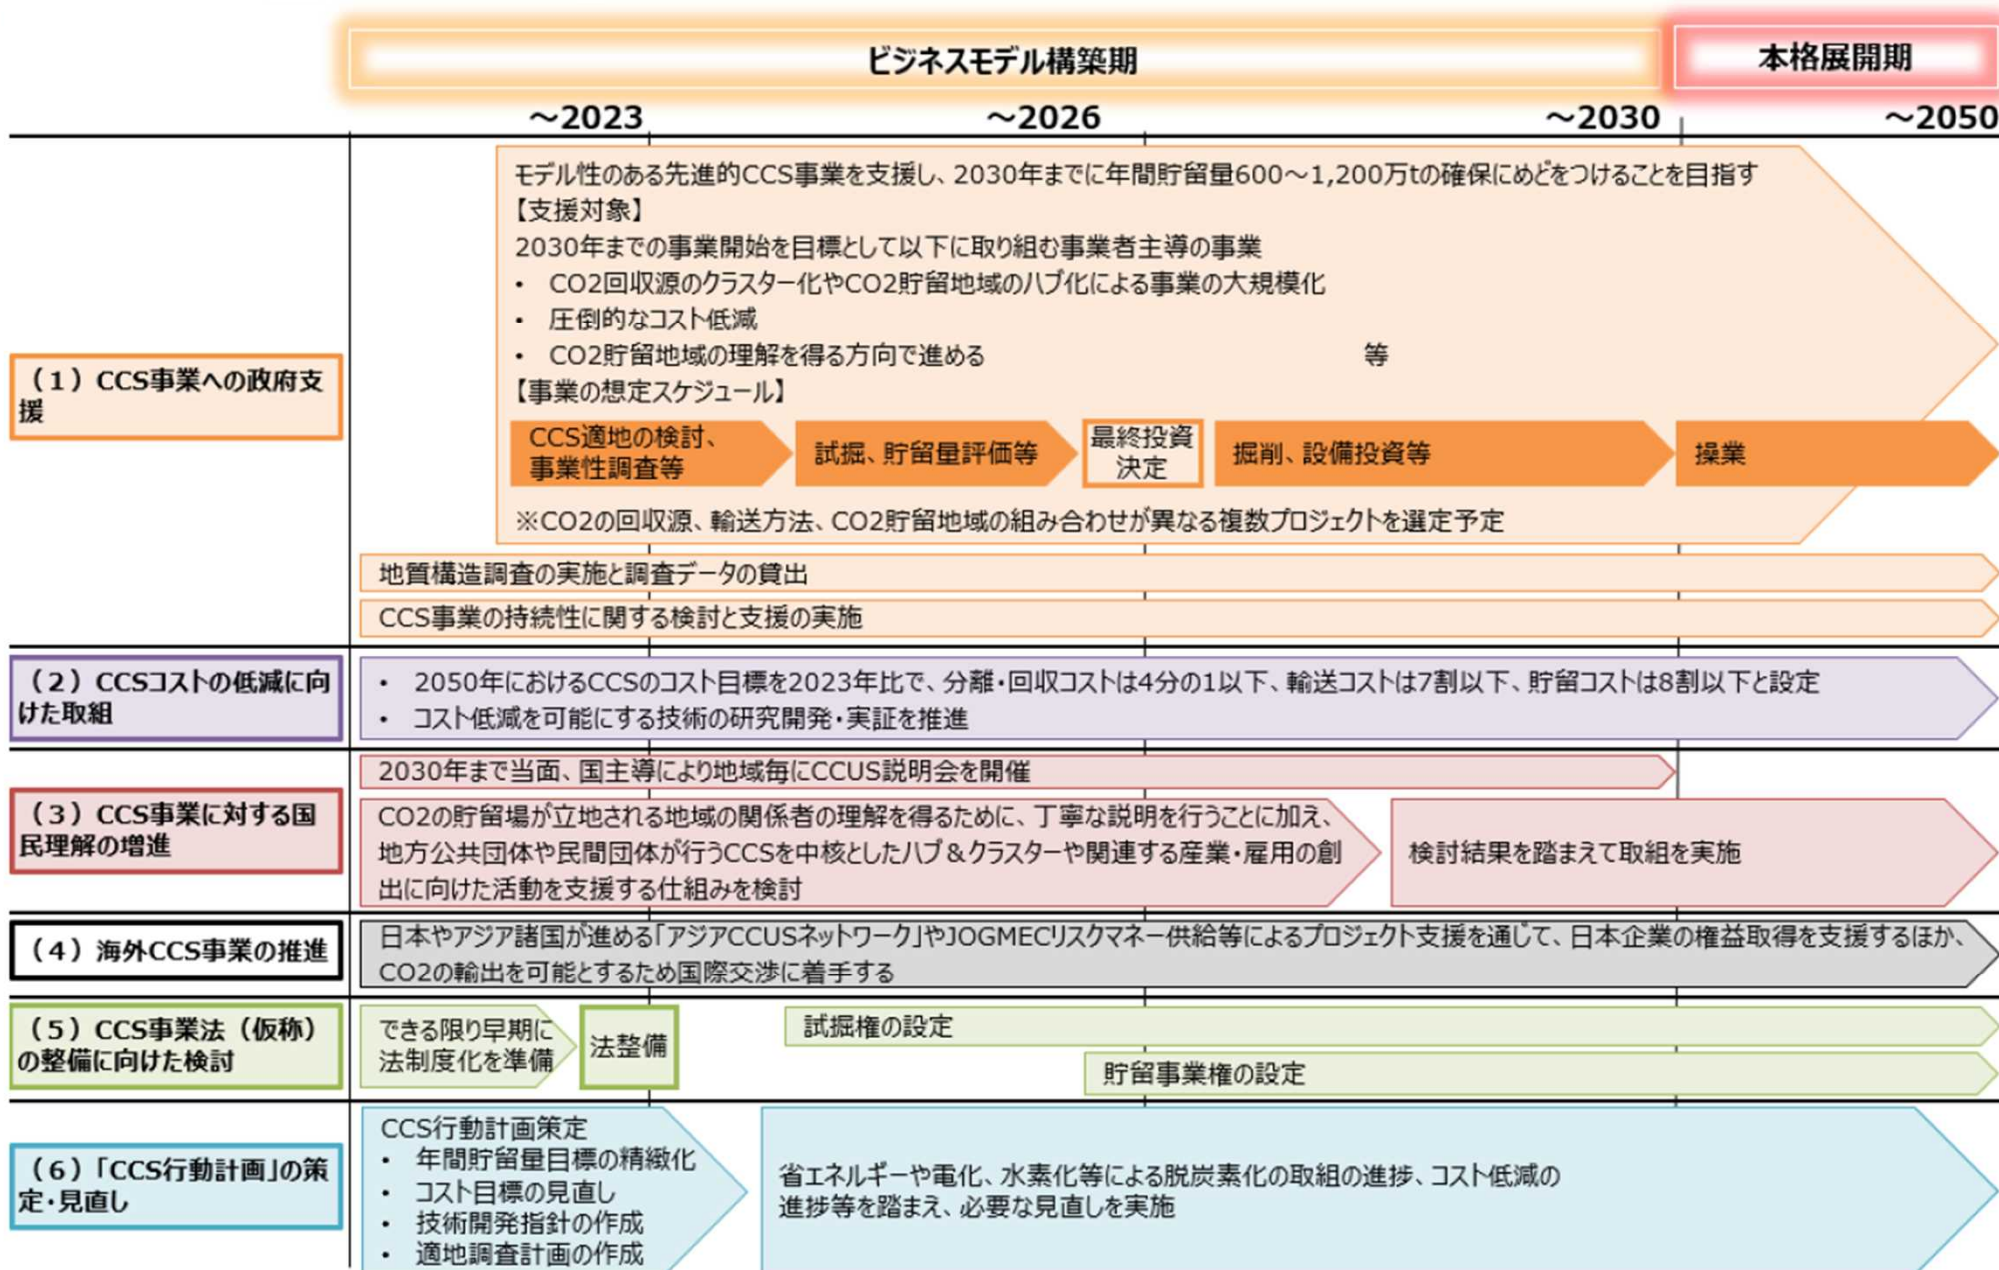 ビジネスモデル構築期
本格展開期
～2023
～2026
～2030
～2050
（１）CCS事業への政府支
援
モデル性のある先進的CCS事業を支援し、2030年までに年間貯留量600～1,200万tの確保にめどをつけることを目指す
【支援対象】
2030年までの事業開始を目標として以下に取り組む事業者主導の事業
• CO2回収源のクラスター化やCO2貯留地域のハブ化による事業の大規模化
• 圧倒的なコスト低減
• CO2貯留地域の理解を得る方向で進める 等
【事業の想定スケジュール】
CCS適地の検討、
事業性調査等
試掘、貯留量評価等
最終投資
決定
掘削、設備投資等
操業
※CO2の回収源、輸送方法、CO2貯留地域の組み合わせが異なる複数プロジェクトを選定予定
地質構造調査の実施と調査データの貸出
CCS事業の持続性に関する検討と支援の実施
（２）CCSコストの低減に向
けた取組
• 2050年におけるCCSのコスト目標を2023年比で、分離・回収コストは4分の1以下、輸送コストは7割以下、貯留コストは8割以下と設定
• コスト低減を可能にする技術の研究開発・実証を推進
（３）CCS事業に対する国
民理解の増進
2030年まで当面、国主導により地域毎にCCUS説明会を開催
CO2の貯留場が立地される地域の関係者の理解を得るために、丁寧な説明を行うことに加え、
地方公共団体や民間団体が行うCCSを中核としたハブ＆クラスターや関連する産業・雇用の創
出に向けた活動を支援する仕組みを検討
検討結果を踏まえて取組を実施
（４）海外CCS事業の推進
日本やアジア諸国が進める「アジアCCUSネットワーク」やJOGMECリスクマネー供給等によるプロジェクト支援を通じて、日本企業の権益取得を支援するほか、
CO2の輸出を可能とするため国際交渉に着手する
（５）CCS事業法（仮称）
の整備に向けた検討
できる限り早期に
法制度化を準備
法整備
試掘権の設定
貯留事業権の設定
（６）「CCS行動計画」の策
定・見直し
CCS行動計画策定
• 年間貯留量目標の精緻化
• コスト目標の見直し
• 技術開発指針の作成
• 適地調査計画の作成
省エネルギーや電化、水素化等による脱炭素化の取組の進捗、コスト低減の
進捗等を踏まえ、必要な見直しを実施